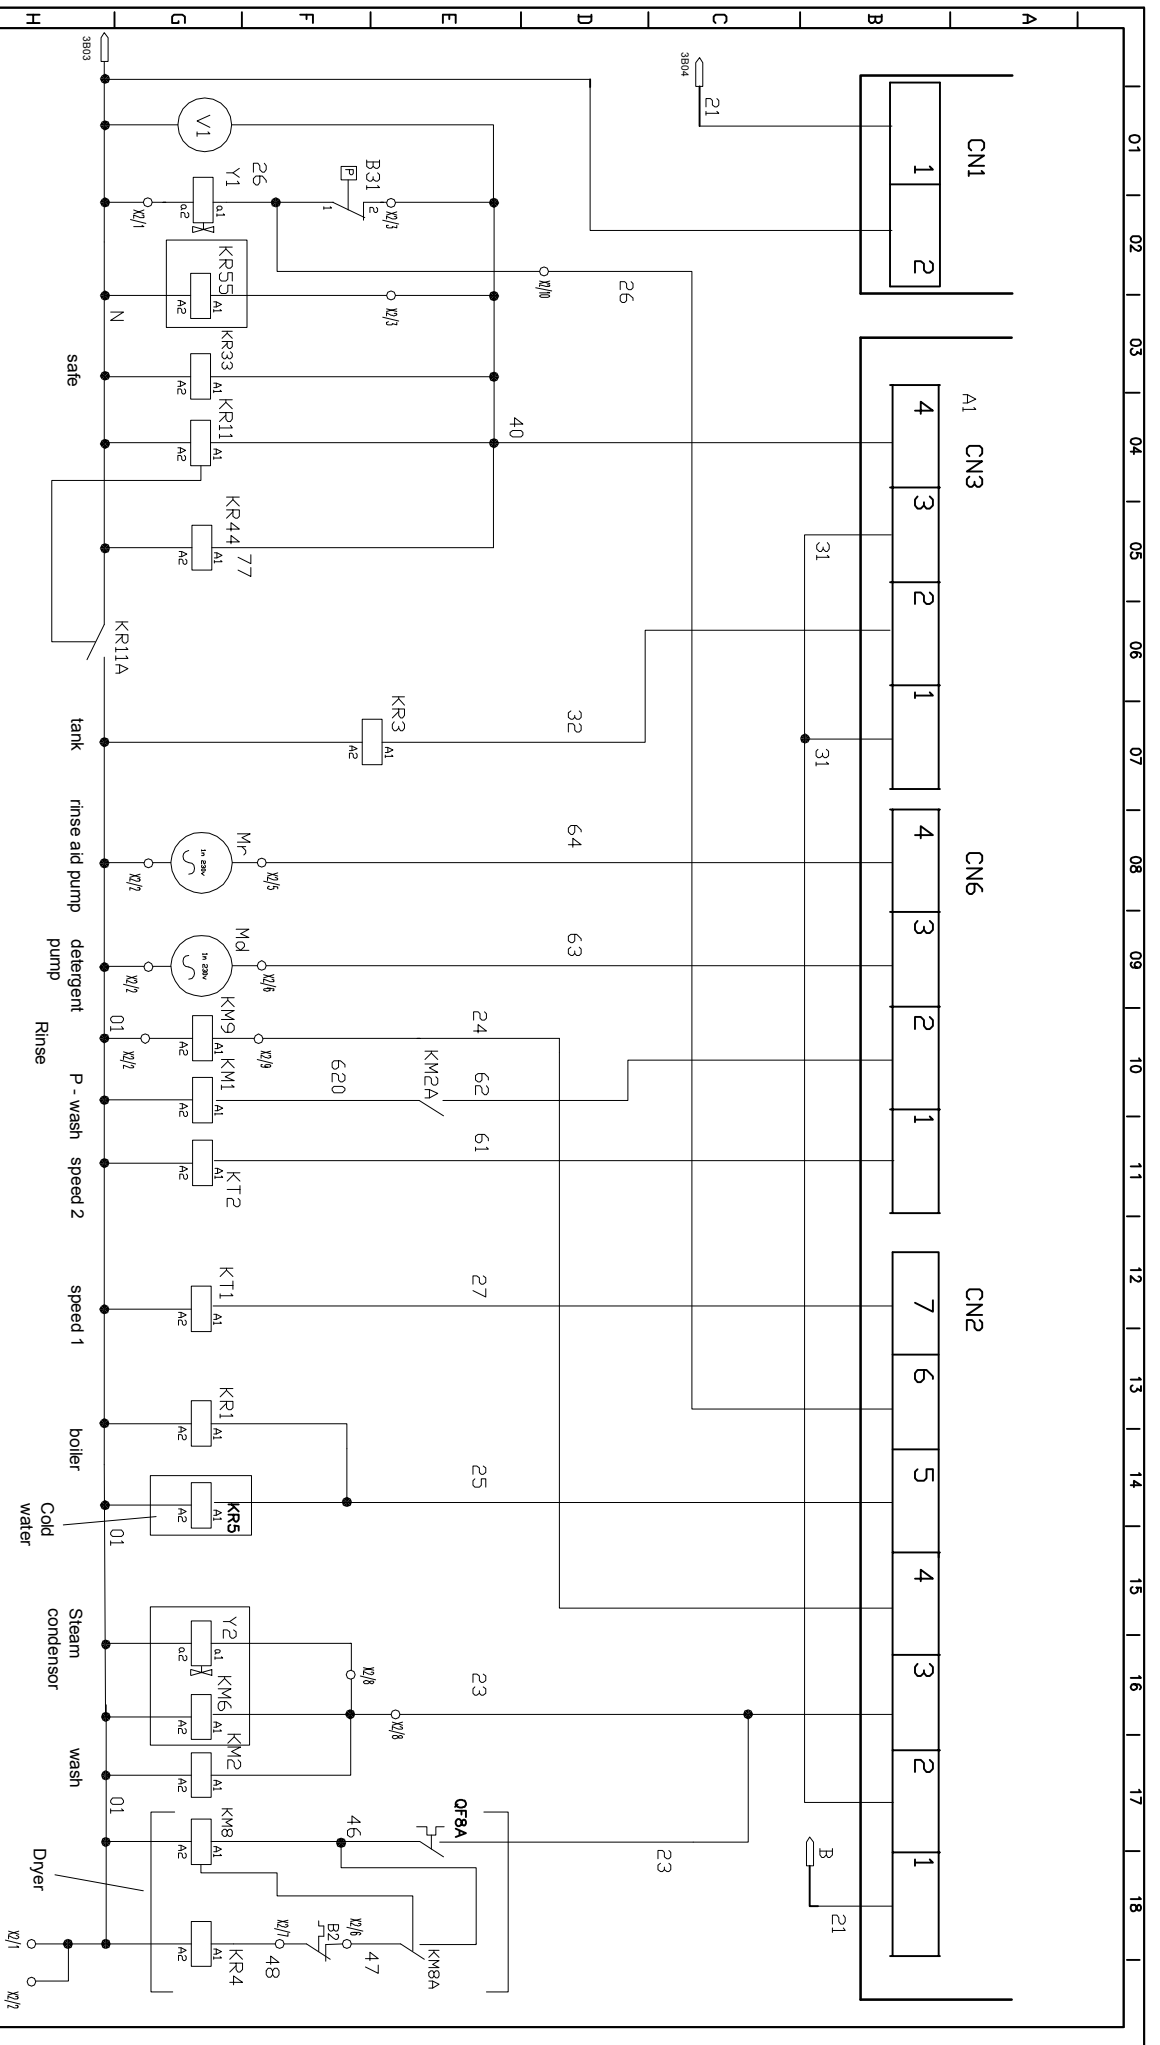 A
B
C
D
E
F
G
H
01
02
03
04
05
06
07
08
09
10
11
12
13
14
15
16
17
18
CN1
1
2
A1
CN3
4
3
2
1
CN6
4
3
2
1
CN2
7
6
5
4
3
2
1
3B04
21
31
31
B
21
26
X2/10
40
32
64
63
24
62
61
27
25
23
23
B31
P
1
2
X2/3
X2/3
KR3
A1
A2
KM2A
620
X2/8
X2/8
QF8A
46
KM8A
47
X2/6
B2
X2/7
48
V1
26
Y1
a1
a2
X2/1
KR55
A1
A2
KR33
A1
A2
KR11
A1
A2
KR44
77
A1
A2
Mr
1n 230v
X2/5
X2/2
Md
1n 230v
X2/6
X2/2
KM9
A1
A2
X2/9
X2/2
KM1
A1
A2
KT2
A1
A2
KT1
A1
A2
KR1
A1
A2
KR5
A1
A2
Y2
a1
a2
KM6
A1
A2
KM2
A1
A2
KM8
A1
A2
KR4
A1
A2
3B03
N
KR11A
01
01
01
safe
tank
rinse aid pump
detergent
pump
Rinse
P - wash
speed 2
speed 1
boiler
Cold
water
Steam
condensor
wash
Dryer
X2/1
X2/2